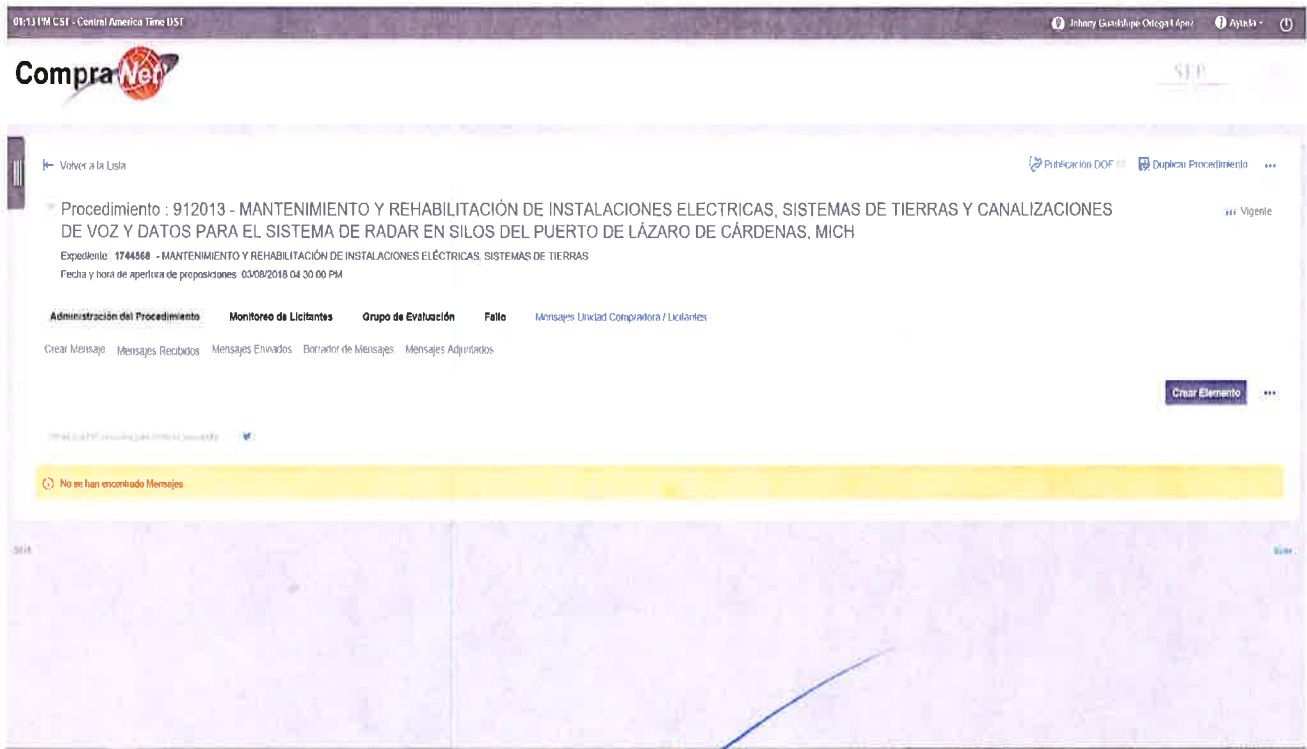 01:13 PM CST - Central America Time DST
Johnny Guadalupe Ortega López
Ayuda
CompraNet
SFP
Volver a la Lista
Publicación DOF
Duplicar Procedimiento
Procedimiento : 912013 - MANTENIMIENTO Y REHABILITACIÓN DE INSTALACIONES ELECTRICAS, SISTEMAS DE TIERRAS Y CANALIZACIONES
DE VOZ Y DATOS PARA EL SISTEMA DE RADAR EN SILOS DEL PUERTO DE LÁZARO DE CÁRDENAS, MICH
Vigente
Expediente 1744568 - MANTENIMIENTO Y REHABILITACIÓN DE INSTALACIONES ELÉCTRICAS, SISTEMAS DE TIERRAS
Fecha y hora de apertura de proposiciones 03/08/2018 04:30:00 PM
Administración del Procedimiento Monitoreo de Licitantes Grupo de Evaluación Fallo Mensajes Unidad Compradora / Licitantes
Crear Mensaje Mensajes Recibidos Mensajes Enviados Borrador de Mensajes Mensajes Adjuntados
Crear Elemento
No se han encontrado Mensajes